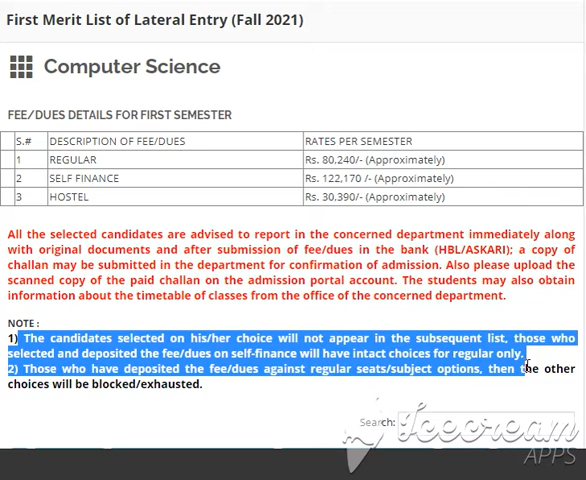 First Merit List of Lateral Entry (Fall 2021)
Computer Science
FEE/DUES DETAILS FOR FIRST SEMESTER
S.# DESCRIPTION OF FEE/DUES RATES PER SEMESTER
1 REGULAR Rs. 80.240/- (Approximately)
2 SELF FINANCE Rs. 122,170 /- (Approximately)
3 HOSTEL Rs. 30,390/- (Approximately)
All the selected candidates are advised to report in the concerned department immediately along
with original documents and after submission of fee/dues in the bank (HBL/ASKARI); a copy of
challan may be submitted in the department for confirmation of admission. Also please upload the
scanned copy of the paid challan on the admission portal account. The students may also obtain
information about the timetable of classes from the office of the concerned department.
NOTE :
1) The candidates selected on his/her choice will not appear in the subsequent list, those who
selected and deposited the fee/dues on self-finance will have intact choices for regular only.
2) Those who have deposited the fee/dues against regular seats/subject options, then the other
choices will be blocked/exhausted.
Search:
Icecream
APPS